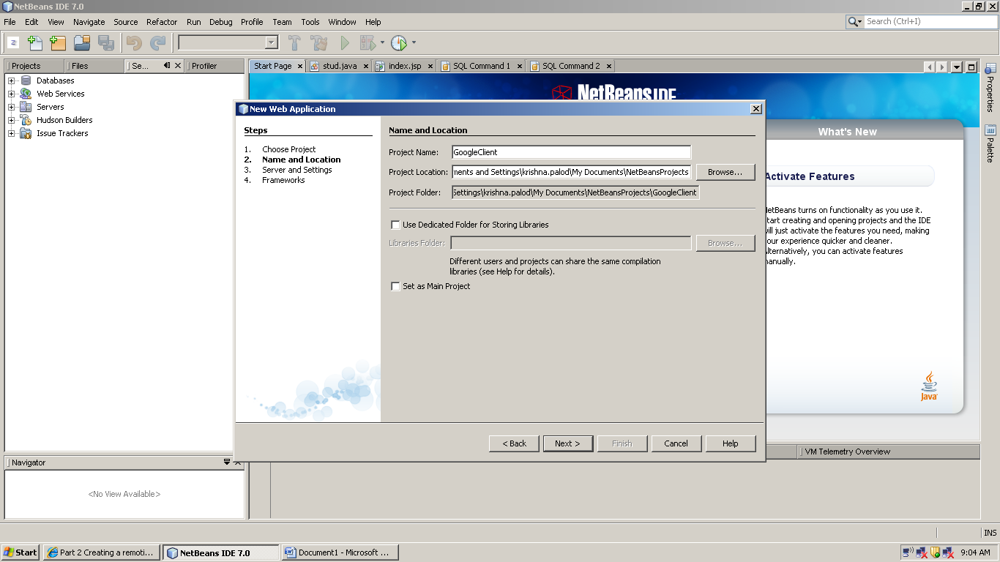 NetBeans IDE 7.0
File Edit View Navigate Source Refactor Run Debug Profile Team Tools Window Help
Search (Ctrl+I)
Projects Files Se... Profiler
Start Page stud.java index.jsp SQL Command 1 SQL Command 2
Databases
Web Services
Servers
Hudson Builders
Issue Trackers
NetBeans IDE
New Web Application
Steps
1. Choose Project
2. Name and Location
3. Server and Settings
4. Frameworks
Name and Location
Project Name: GoogleClient
Project Location: ments and Settings\krishna.palod\My Documents\NetBeansProjects Browse...
Project Folder: Settings\krishna.palod\My Documents\NetBeansProjects\GoogleClient
Use Dedicated Folder for Storing Libraries
Libraries Folder: Browse...
Different users and projects can share the same compilation
libraries (see Help for details).
Set as Main Project
< Back Next > Finish Cancel Help
What's New
Activate Features
NetBeans turns on functionality as you use it.
tart creating and opening projects and the IDE
ill just activate the features you need, making
our experience quicker and cleaner.
lternatively, you can activate features
anually.
Java
Properties
Palette
Navigator
<No View Available>
VM Telemetry Overview
INS
Start Part 2 Creating a remoti... NetBeans IDE 7.0 Document1 - Microsoft ... 9:04 AM